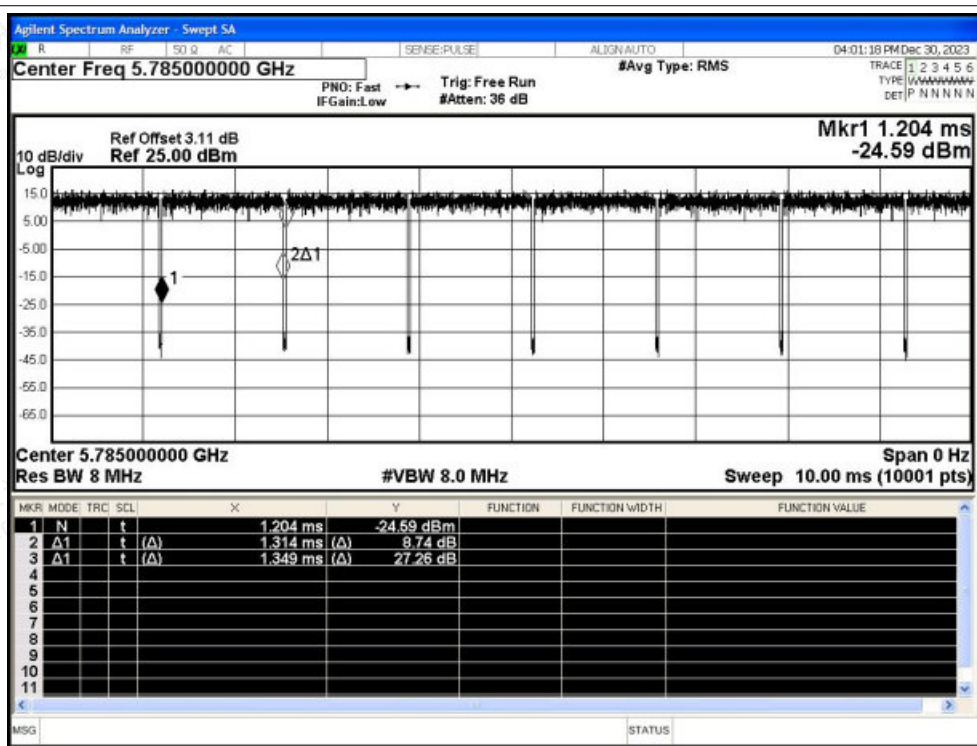 Agilent Spectrum Analyzer - Swept SA
R RF 50 Ω AC SENSE:PULSE ALIGN AUTO 04:01:18 PM Dec 30, 2023
Center Freq 5.785000000 GHz #Avg Type: RMS TRACE 1 2 3 4 5 6
PNO: Fast Trig: Free Run TYPE
IFGain:Low #Atten: 36 dB DET P N N N N N
Mkr1 1.204 ms
-24.59 dBm
Ref Offset 3.11 dB
10 dB/div Ref 25.00 dBm
Log
15.0
5.00
-5.00
2Δ1
-15.0
1
-25.0
-35.0
-45.0
-55.0
-65.0
Center 5.785000000 GHz Span 0 Hz
Res BW 8 MHz #VBW 8.0 MHz Sweep 10.00 ms (10001 pts)
MKR MODE TRC SCL X Y FUNCTION FUNCTION WIDTH FUNCTION VALUE
1 N t 1.204 ms -24.59 dBm
2 Δ1 t (Δ) 1.314 ms (Δ) 8.74 dB
3 Δ1 t (Δ) 1.349 ms (Δ) 27.26 dB
4
5
6
7
8
9
10
11
MSG STATUS